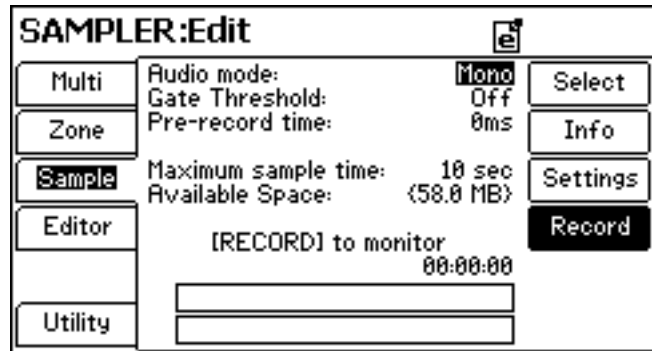 SAMPLER:Edit
e
Multi
Zone
Sample
Editor
Utility
Audio mode: Mono
Gate Threshold: Off
Pre-record time: 0ms
Maximum sample time: 10 sec
Available Space: (58.0 MB)
[RECORD] to monitor
00:00:00
Select
Info
Settings
Record